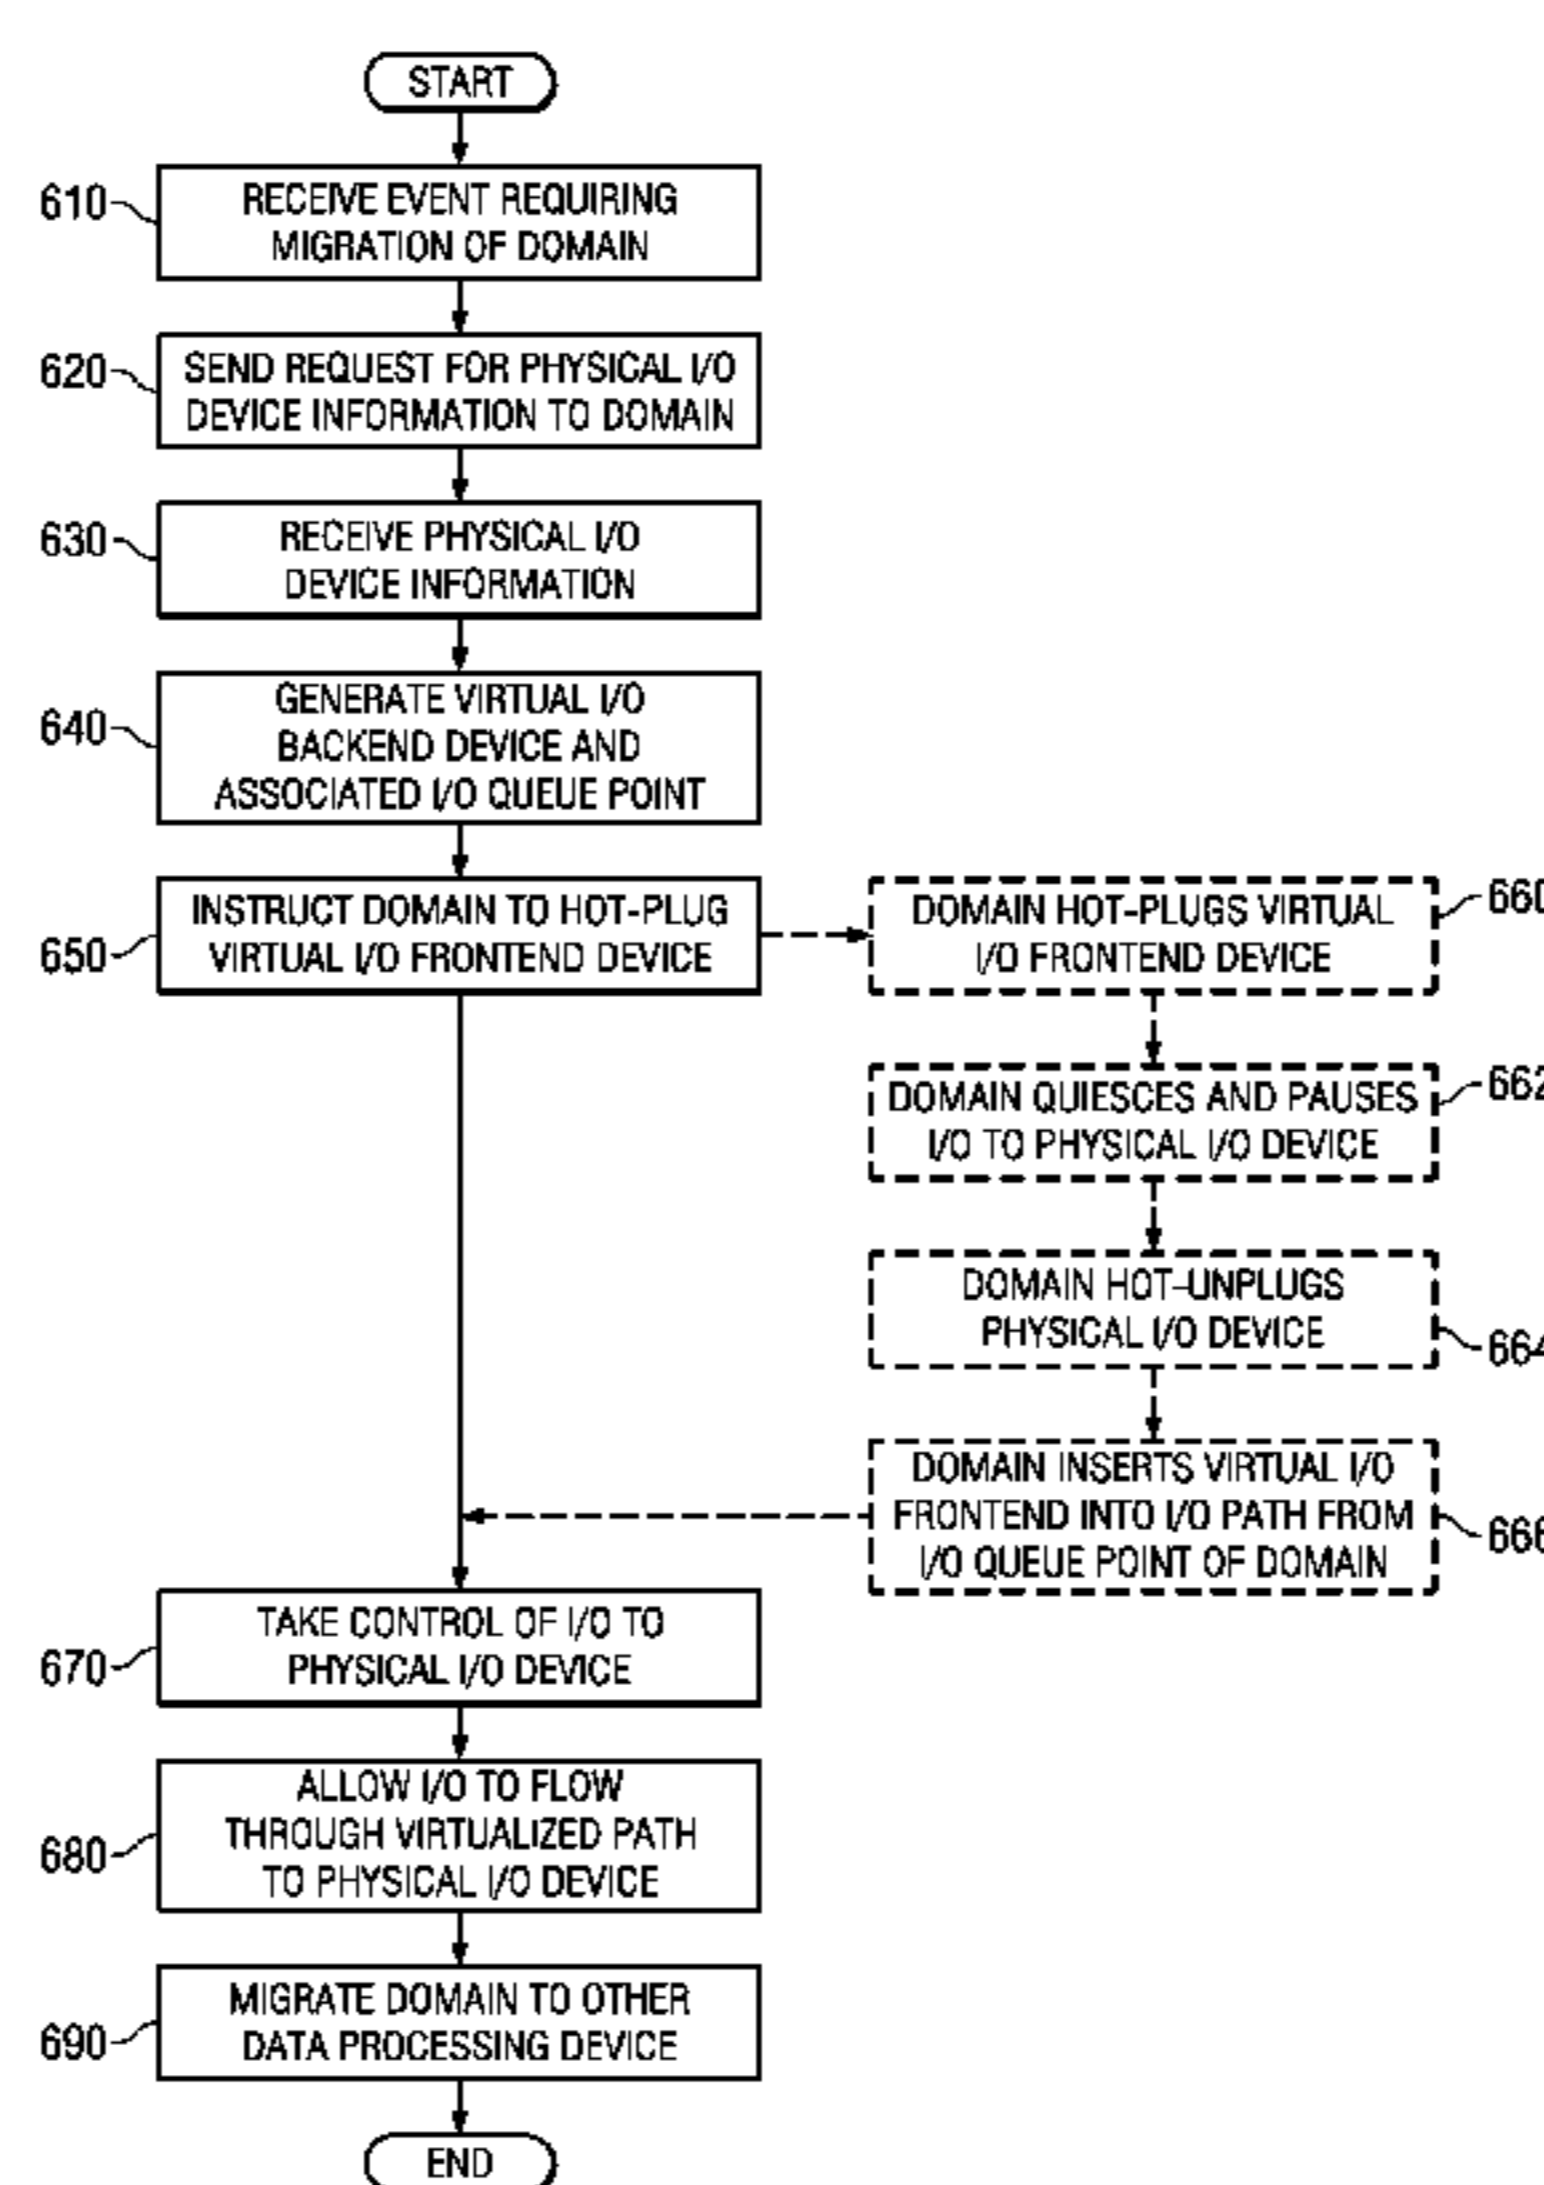 START
610
RECEIVE EVENT REQUIRING
MIGRATION OF DOMAIN
620
SEND REQUEST FOR PHYSICAL I/O
DEVICE INFORMATION TO DOMAIN
630
RECEIVE PHYSICAL I/O
DEVICE INFORMATION
640
GENERATE VIRTUAL I/O
BACKEND DEVICE AND
ASSOCIATED I/O QUEUE POINT
650
INSTRUCT DOMAIN TO HOT-PLUG
VIRTUAL I/O FRONTEND DEVICE
660
DOMAIN HOT-PLUGS VIRTUAL
I/O FRONTEND DEVICE
662
DOMAIN QUIESCES AND PAUSES
I/O TO PHYSICAL I/O DEVICE
664
DOMAIN HOT-UNPLUGS
PHYSICAL I/O DEVICE
666
DOMAIN INSERTS VIRTUAL I/O
FRONTEND INTO I/O PATH FROM
I/O QUEUE POINT OF DOMAIN
670
TAKE CONTROL OF I/O TO
PHYSICAL I/O DEVICE
680
ALLOW I/O TO FLOW
THROUGH VIRTUALIZED PATH
TO PHYSICAL I/O DEVICE
690
MIGRATE DOMAIN TO OTHER
DATA PROCESSING DEVICE
END